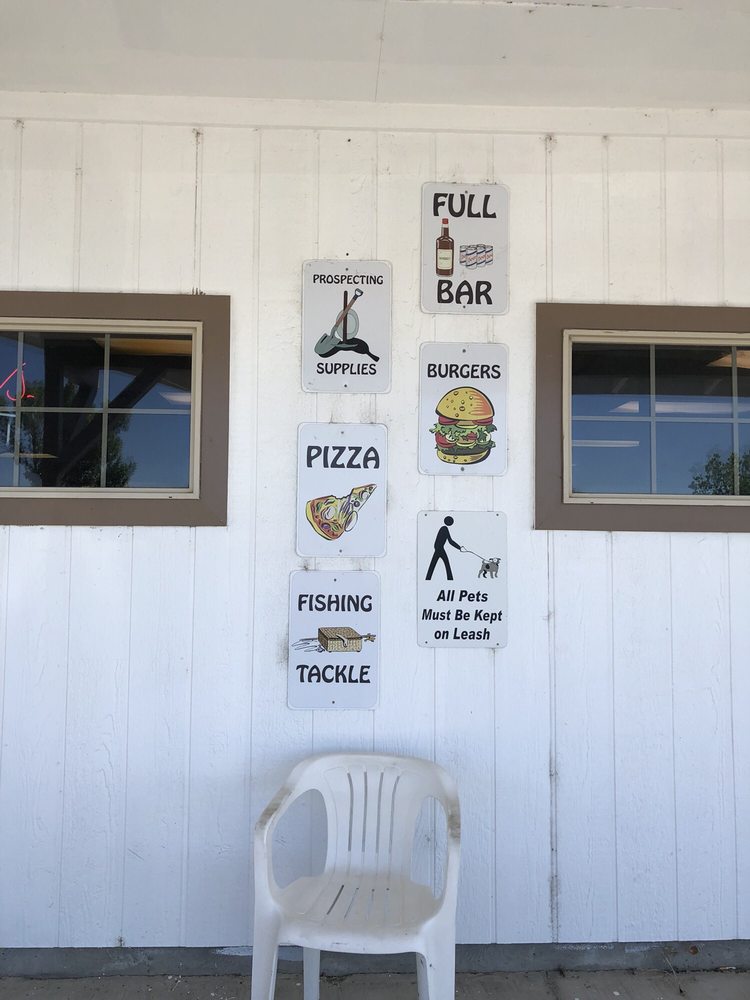 FULL
BAR
PROSPECTING
SUPPLIES
BURGERS
PIZZA
All Pets
Must Be Kept
on Leash
FISHING
TACKLE